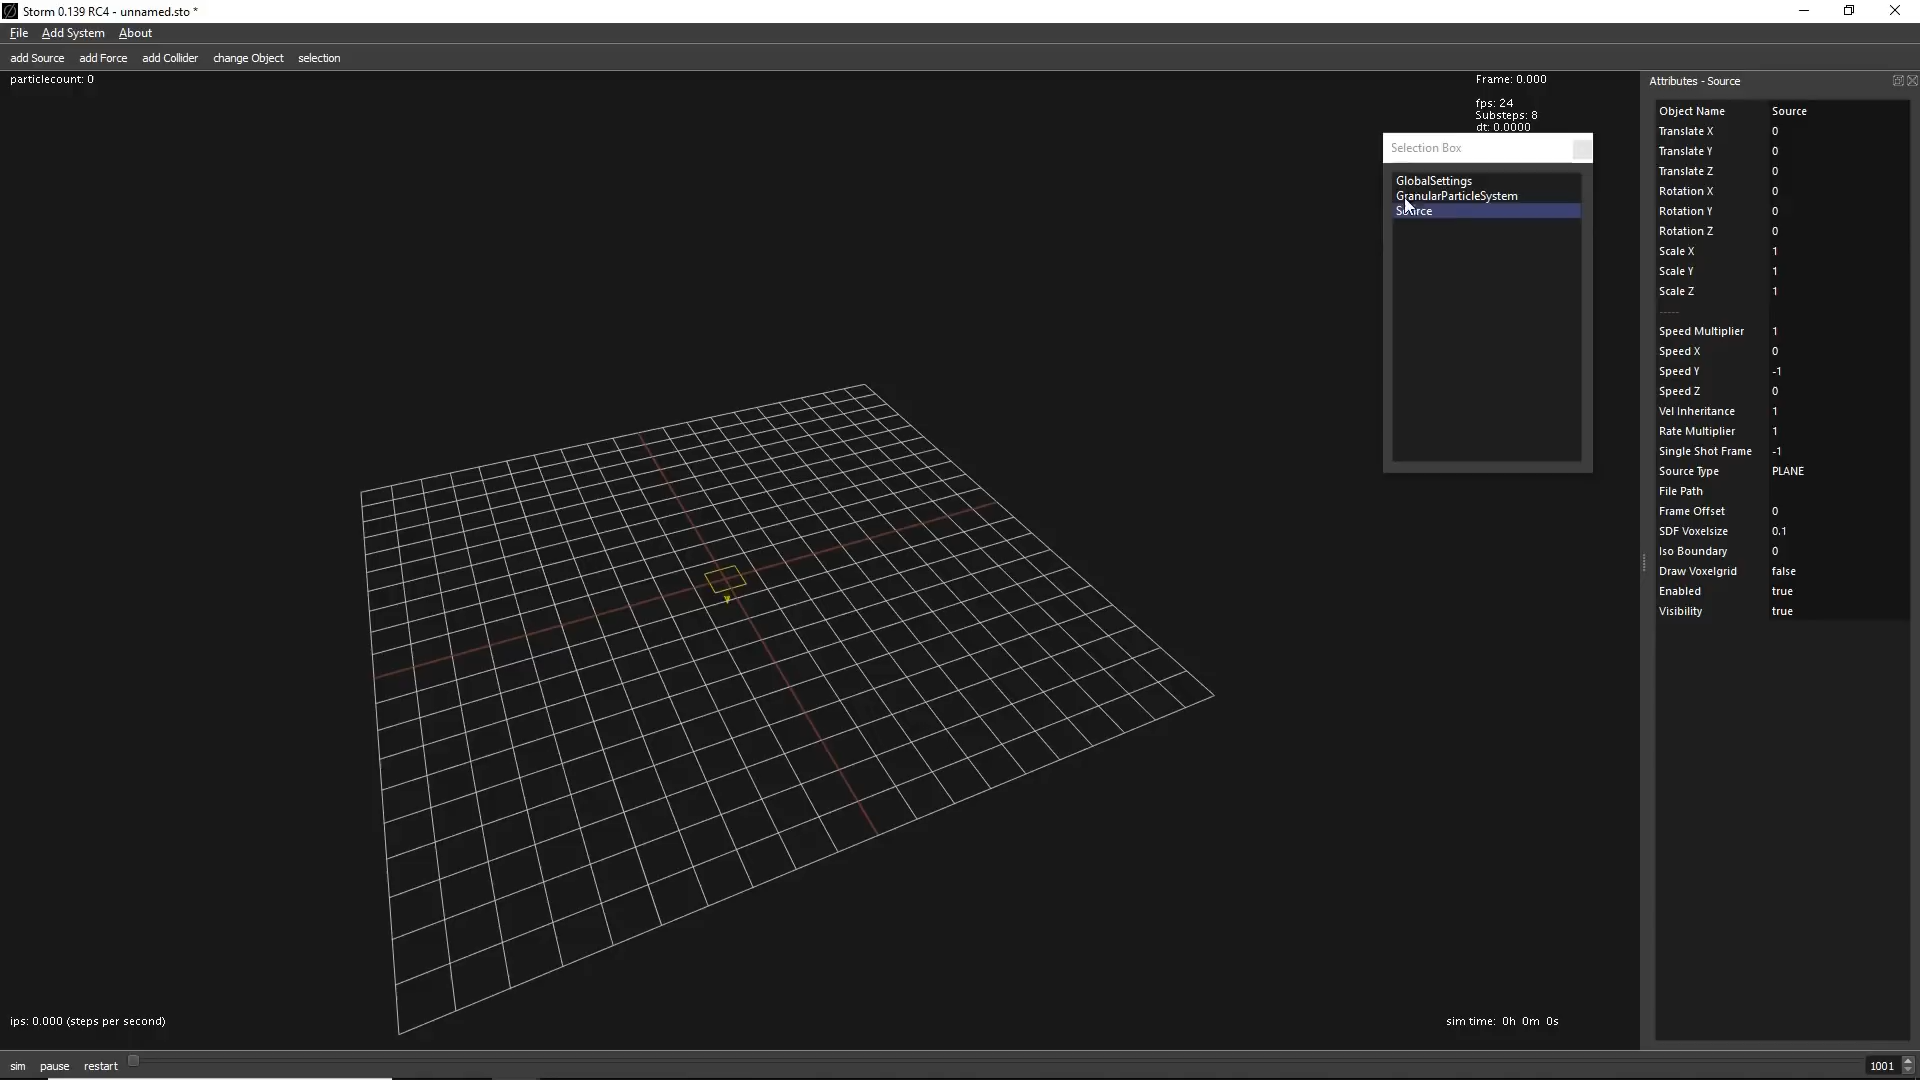 Storm 0.139 RC4 - unnamed.sto *
File Add System About
add Source add Force add Collider change Object selection
particlecount: 0
Frame: 0.000
fps: 24
Substeps: 8
dt: 0.0000
Selection Box
GlobalSettings
GranularParticleSystem
Source
Attributes - Source
Object Name Source
Translate X 0
Translate Y 0
Translate Z 0
Rotation X 0
Rotation Y 0
Rotation Z 0
Scale X 1
Scale Y 1
Scale Z 1
-----
Speed Multiplier 1
Speed X 0
Speed Y -1
Speed Z 0
Vel Inheritance 1
Rate Multiplier 1
Single Shot Frame -1
Source Type PLANE
File Path
Frame Offset 0
SDF Voxelsize 0.1
Iso Boundary 0
Draw Voxelgrid false
Enabled true
Visibility true
ips: 0.000 (steps per second)
sim time: 0h 0m 0s
sim pause restart
1001